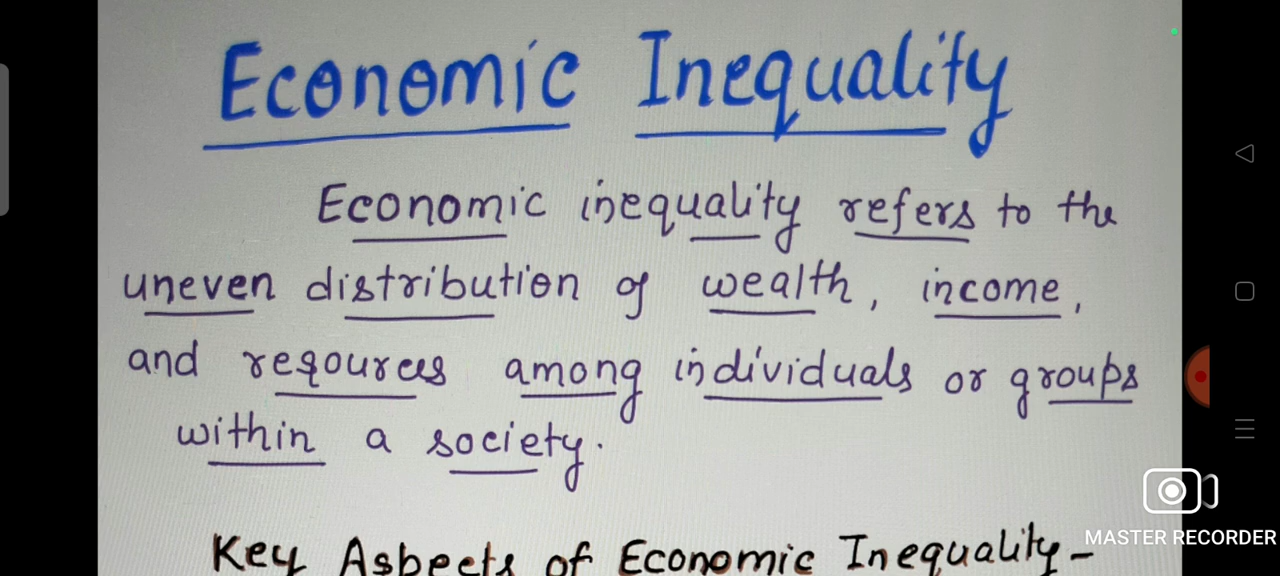 Economic Inequality
Economic inequality refers to the
uneven distribution of wealth, income,
and resources among individuals or groups
within a society.
Key Aspects of Economic Inequality-
MASTER RECORDER